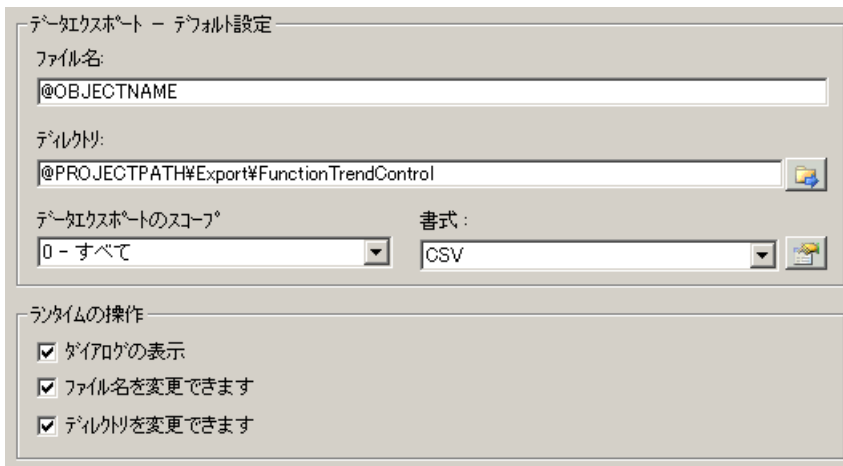 ﾃﾞｰﾀｴｸｽﾎﾟｰﾄ － ﾃﾞﾌｫﾙﾄ設定
ﾌｧｲﾙ名:
@OBJECTNAME
ﾃﾞｨﾚｸﾄﾘ:
@PROJECTPATH¥Export¥FunctionTrendControl
ﾃﾞｰﾀｴｸｽﾎﾟｰﾄのｽｺｰﾌﾟ
書式 :
0 - すべて
CSV
ﾗﾝﾀｲﾑの操作
ﾀﾞｲｱﾛｸﾞの表示
ﾌｧｲﾙ名を変更できます
ﾃﾞｨﾚｸﾄﾘを変更できます